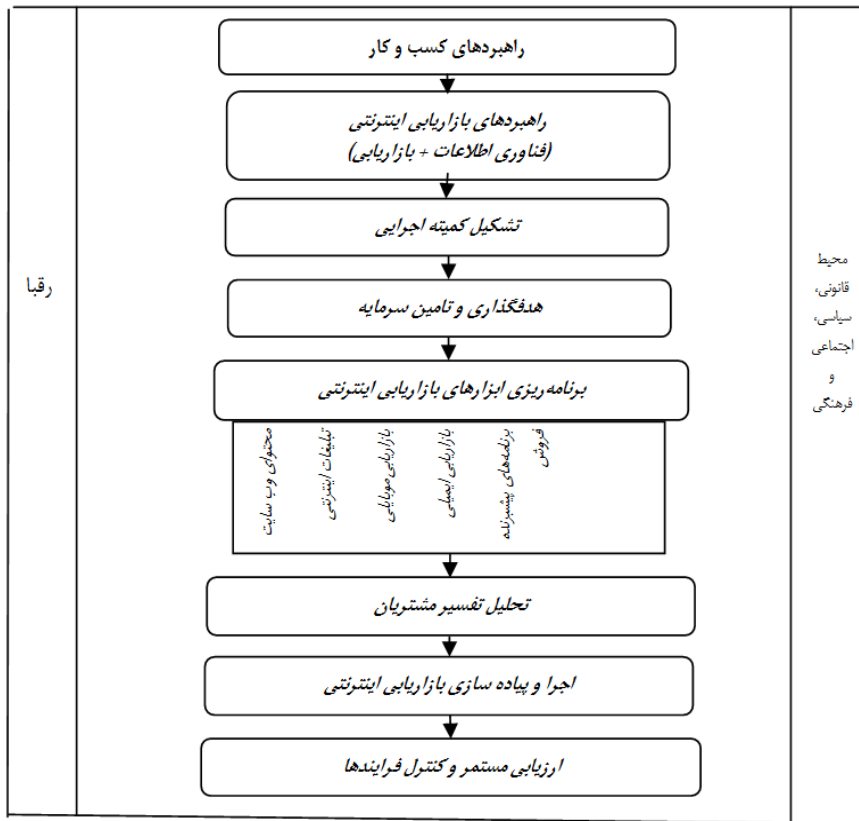 راهبردهای کسب و کار
راهبردهای بازاریابی اینترنتی
(فناوری اطلاعات + بازاریابی)
تشکیل کمیته اجرایی
هدفگذاری و تامین سرمایه
برنامه ریزی ابزارهای بازاریابی اینترنتی
محتوای وب سایت
تبلیغات اینترنتی
بازاریابی موبایلی
بازاریابی ایمیلی
برنامه‌های پیشبرنده
فروش
تحلیل تفسیر مشتریان
اجرا و پیاده سازی بازاریابی اینترنتی
ارزیابی مستمر و کنترل فرایندها
محیط
قانونی،
سیاسی،
اجتماعی
و
فرهنگی
رقبا